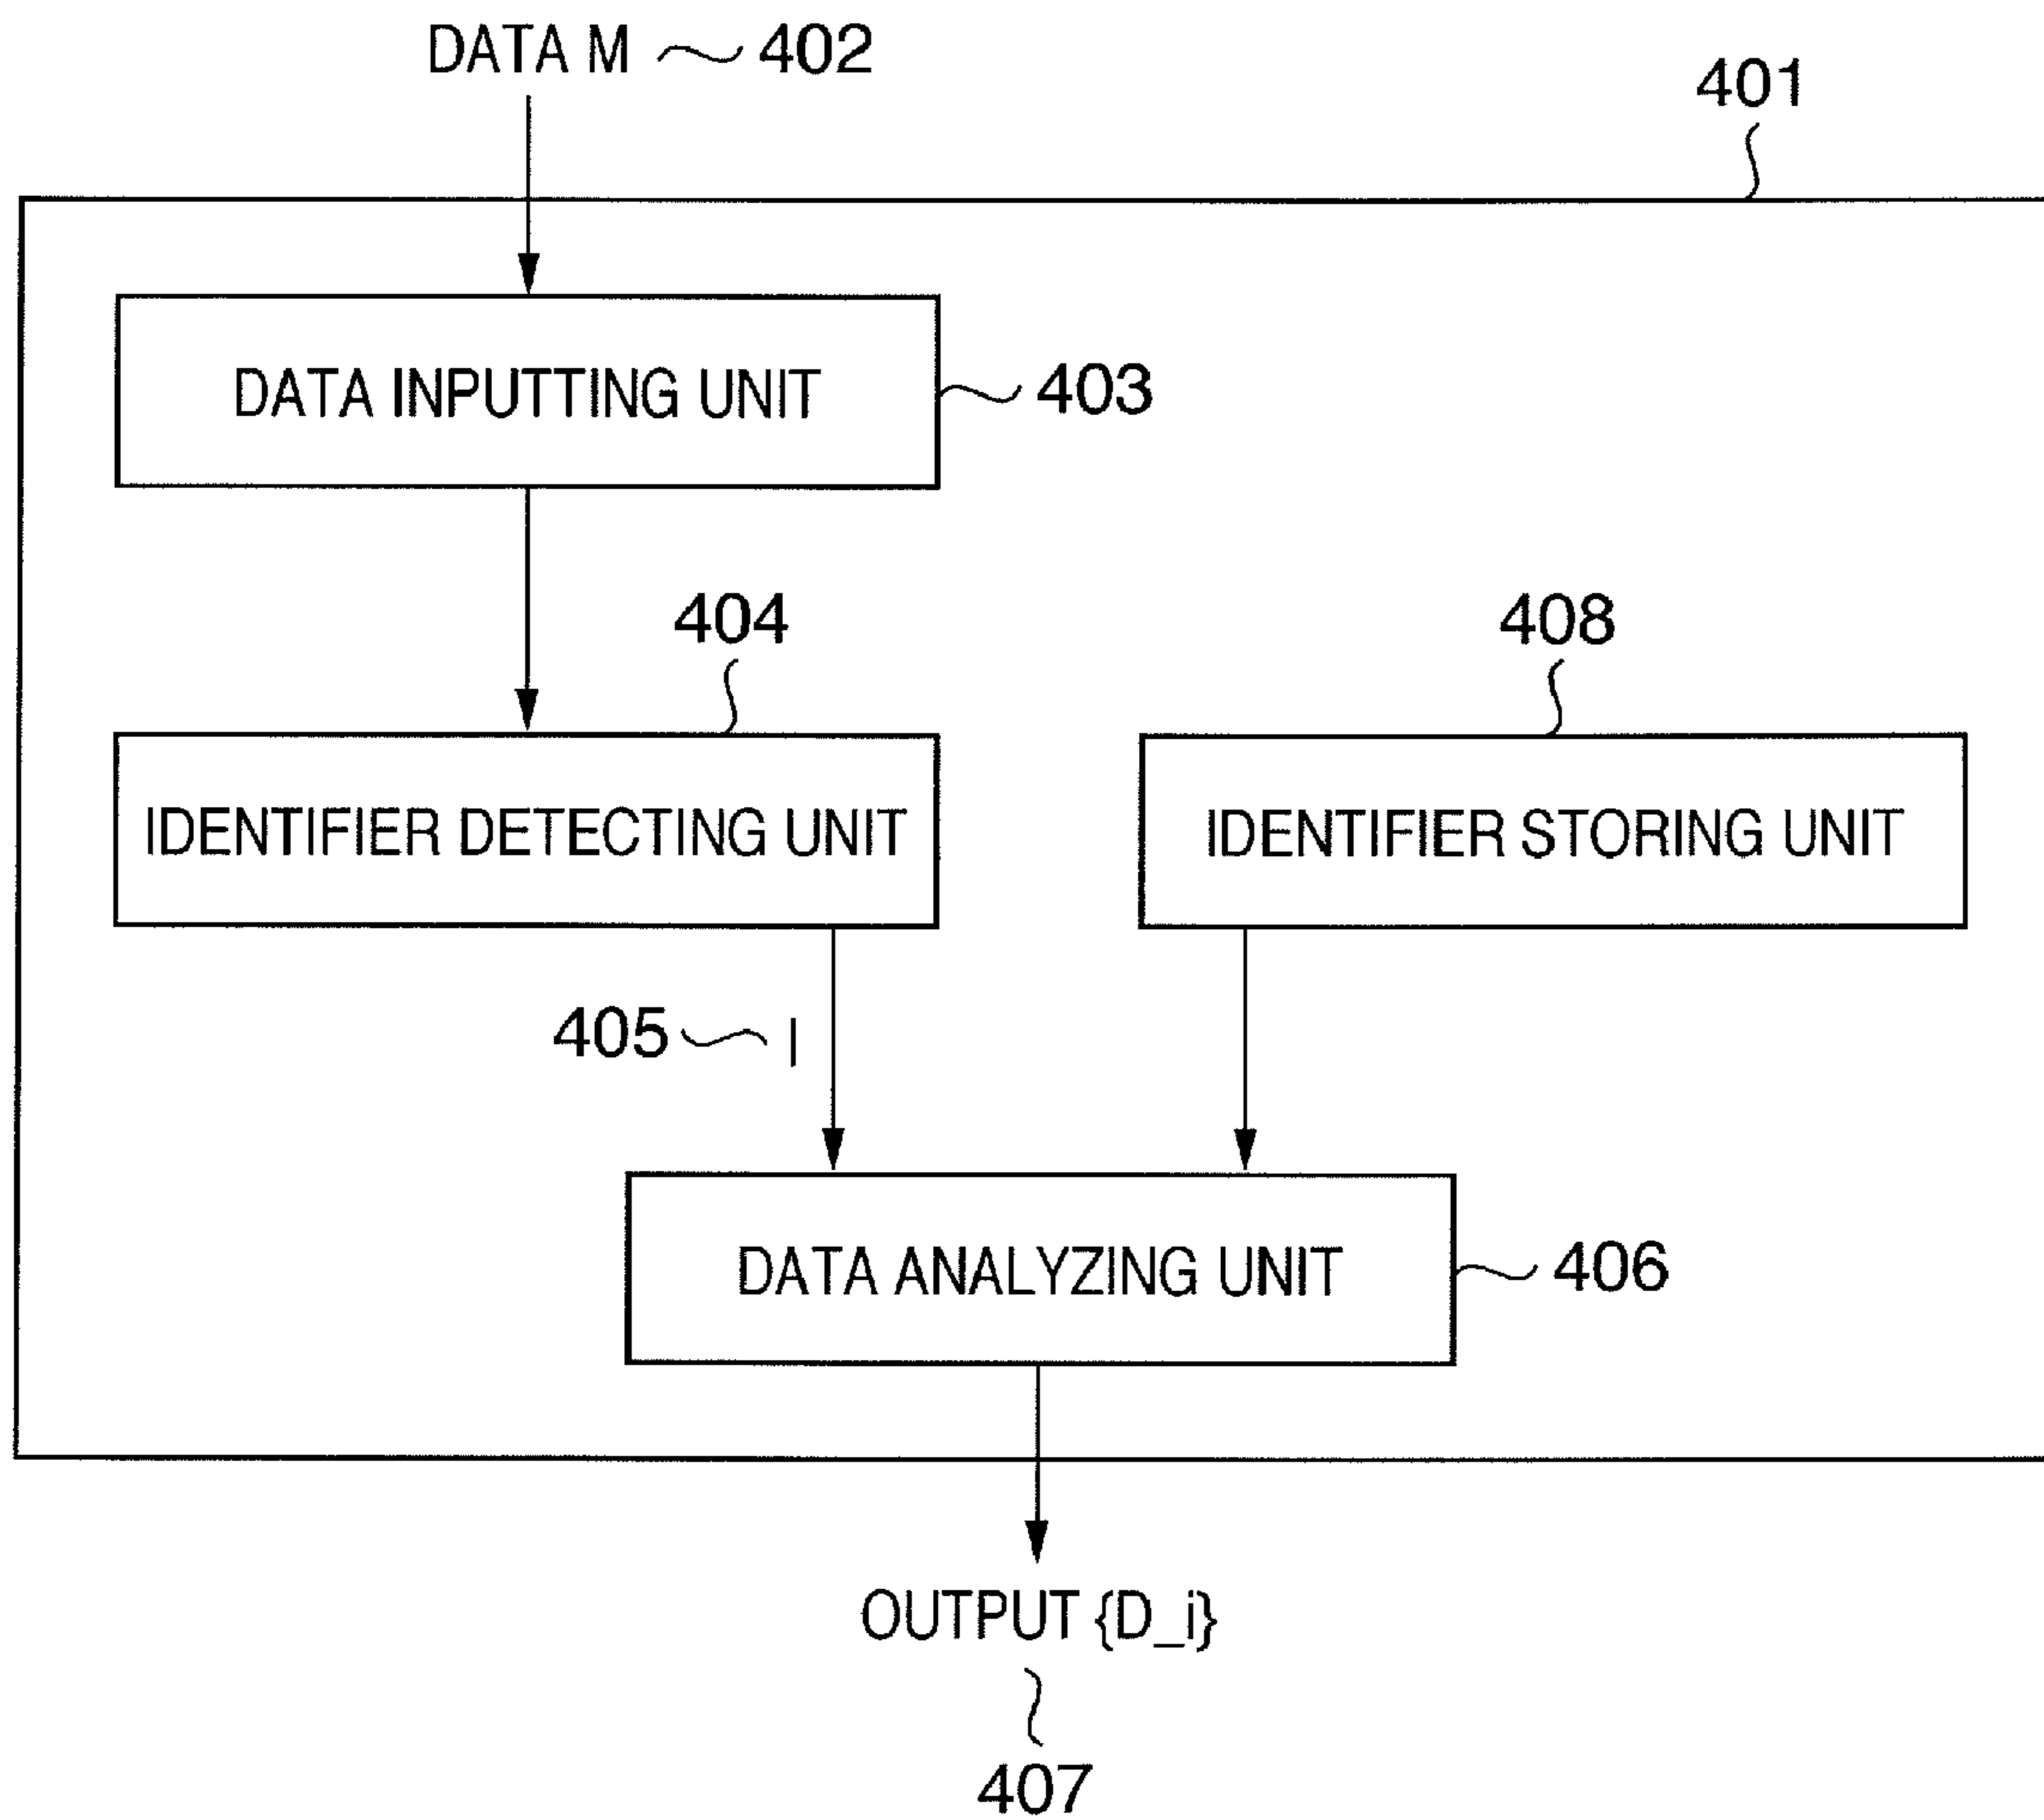 DATA M 402
401
DATA INPUTTING UNIT 403
404
408
IDENTIFIER DETECTING UNIT
IDENTIFIER STORING UNIT
405 I
DATA ANALYZING UNIT 406
OUTPUT {D_i}
407